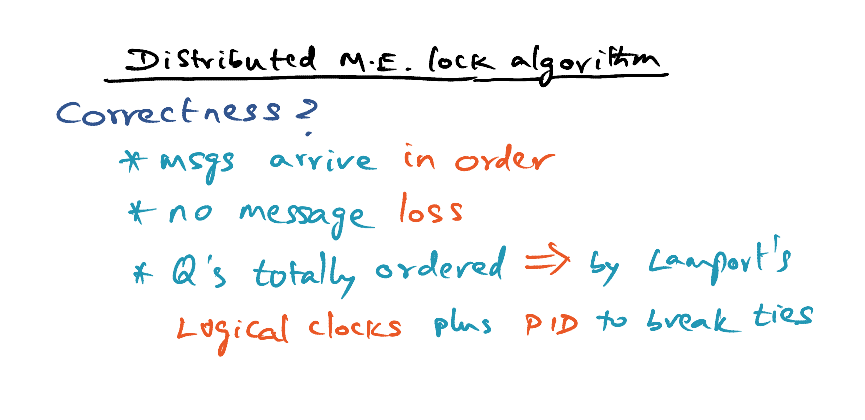 Distributed M.E. lock algorithm
Correctness?
* msgs arrive in order
* no message loss
* Q's totally ordered ⇒ by Lamport's
Logical clocks plus PID to break ties